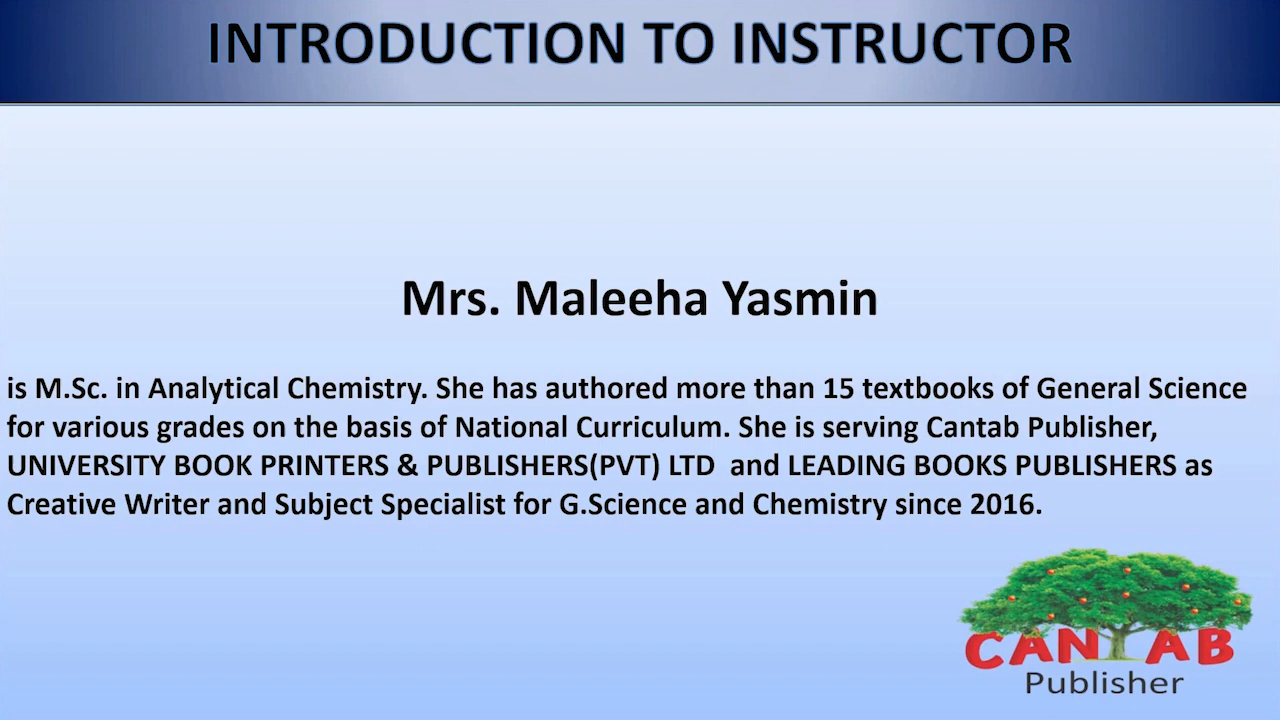 INTRODUCTION TO INSTRUCTOR
Mrs. Maleeha Yasmin
is M.Sc. in Analytical Chemistry. She has authored more than 15 textbooks of General Science
for various grades on the basis of National Curriculum. She is serving Cantab Publisher,
UNIVERSITY BOOK PRINTERS & PUBLISHERS(PVT) LTD  and LEADING BOOKS PUBLISHERS as
Creative Writer and Subject Specialist for G.Science and Chemistry since 2016.
CANTAB
Publisher